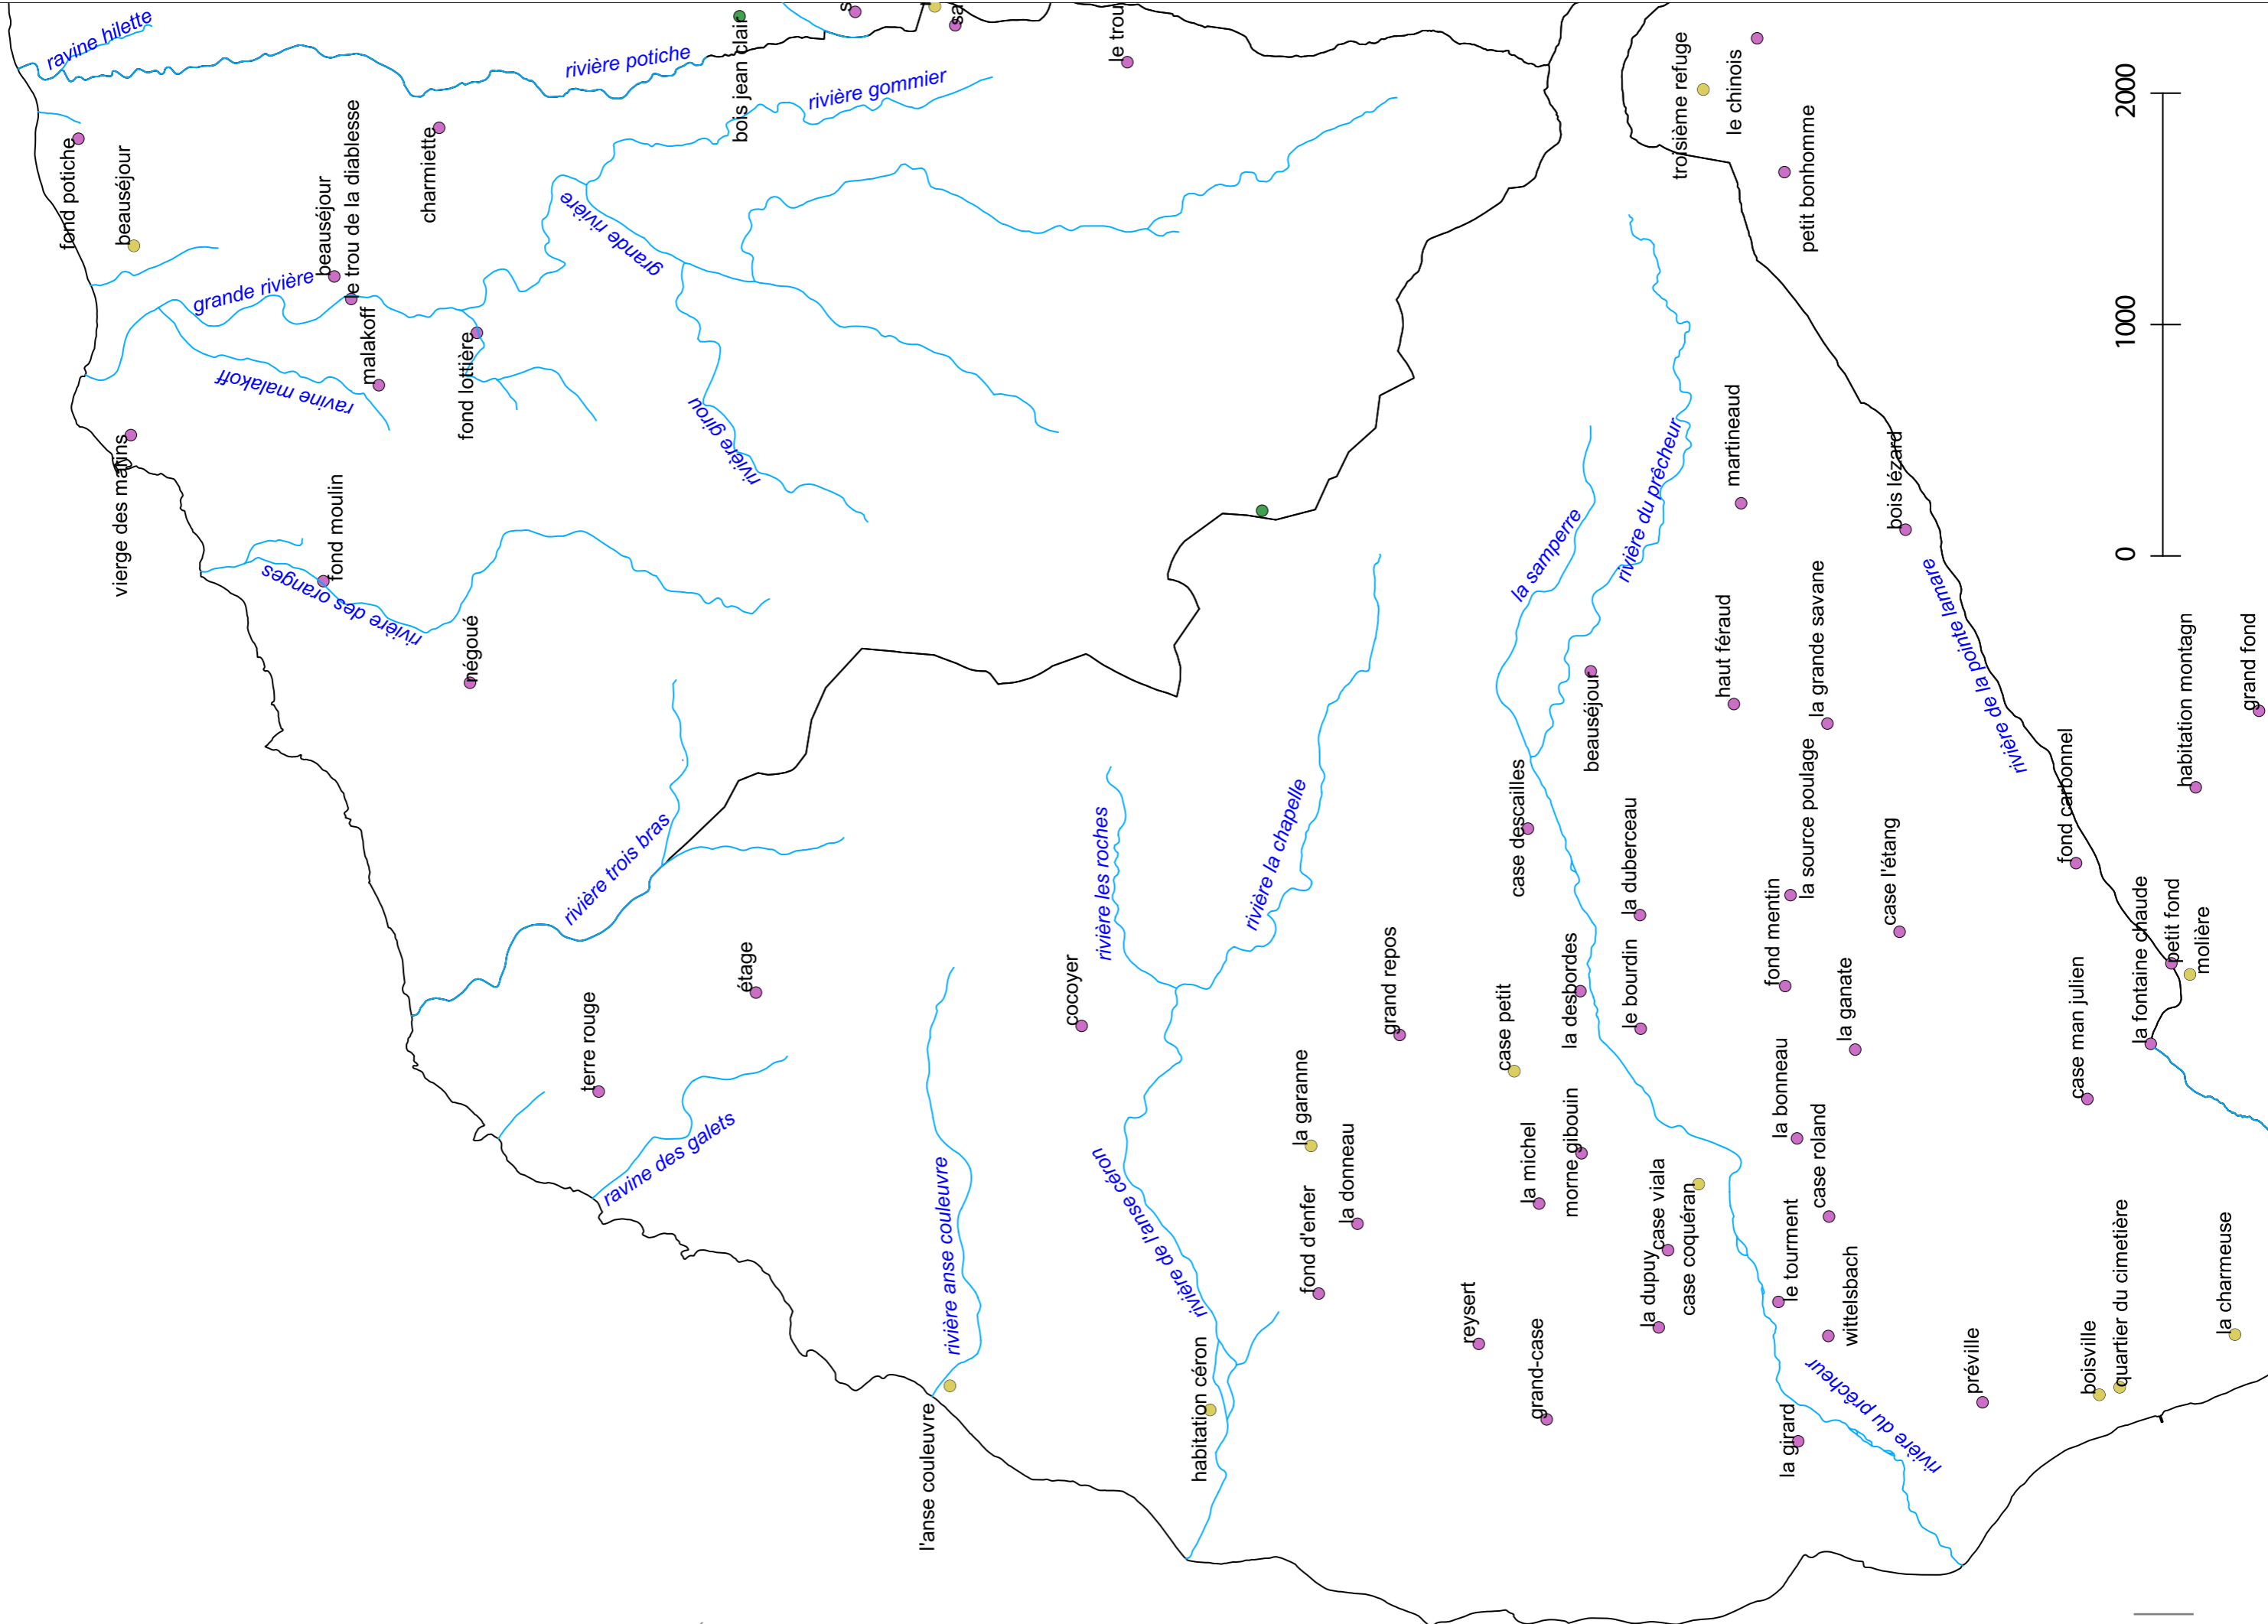 ravine hilette
fond potiche
beauséjour
rivière potiche
bois jean clair
rivière gommier
le trou
troisième refuge
le chinois
petit bonhomme
2000
1000
0
beauséjour
le trou de la diablesse
charmiette
grande rivière
grande rivière
malakoff
ravine malakoff
fond lottière
rivière girou
vierge des marins
fond moulin
rivière des oranges
négoué
la samperre
rivière du prêcheur
martineaud
bois lézard
haut féraud
la grande savane
rivière de la pointe lamare
habitation montagn
grand fond
beauséjour
case descailles
la duberceau
la source poulage
fond mentin
case l'étang
fond carbonnel
rivière trois bras
rivière les roches
rivière la chapelle
étage
terre rouge
cocoyer
grand repos
case petit
la desbordes
le bourdin
la ganate
case man julien
la fontaine chaude
petit fond
molière
ravine des galets
rivière anse couleuvre
rivière de l'anse céron
la garanne
la donneau
fond d'enfer
la michel
morne gibouin
la bonneau
case roland
case viala
case coquéran
la dupuy
le tourment
wittelsbach
reysert
grand-case
l'anse couleuvre
habitation céron
la girard
rivière du prêcheur
préville
boisville
quartier du cimetière
la charmeuse